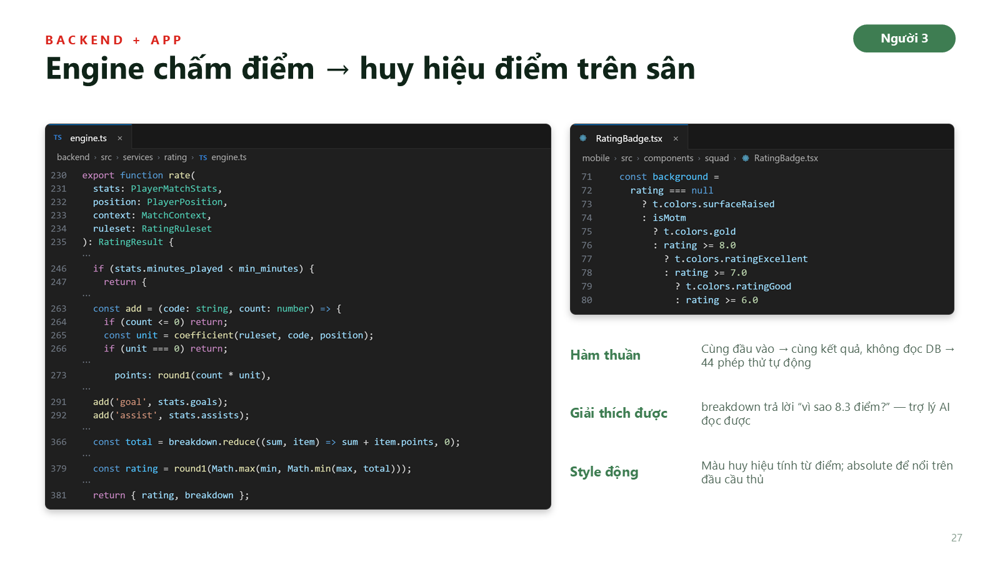 BACKEND + APP
Người 3
Engine chấm điểm → huy hiệu điểm trên sân
TS engine.ts ×
backend › src › services › rating › TS engine.ts
230 export function rate(
231 stats: PlayerMatchStats,
232 position: PlayerPosition,
233 context: MatchContext,
234 ruleset: RatingRuleset
235 ): RatingResult {
...
246 if (stats.minutes_played < min_minutes) {
247 return {
...
263 const add = (code: string, count: number) => {
264 if (count <= 0) return;
265 const unit = coefficient(ruleset, code, position);
266 if (unit === 0) return;
...
273 points: round1(count * unit),
...
291 add('goal', stats.goals);
292 add('assist', stats.assists);
...
366 const total = breakdown.reduce((sum, item) => sum + item.points, 0);
...
379 const rating = round1(Math.max(min, Math.min(max, total)));
...
381 return { rating, breakdown };
RatingBadge.tsx ×
mobile › src › components › squad › RatingBadge.tsx
71 const background =
72 rating === null
73 ? t.colors.surfaceRaised
74 : isMotm
75 ? t.colors.gold
76 : rating >= 8.0
77 ? t.colors.ratingExcellent
78 : rating >= 7.0
79 ? t.colors.ratingGood
80 : rating >= 6.0
Hàm thuần
Cùng đầu vào → cùng kết quả, không đọc DB →
44 phép thử tự động
Giải thích được
breakdown trả lời “vì sao 8.3 điểm?” — trợ lý AI
đọc được
Style động
Màu huy hiệu tính từ điểm; absolute để nổi trên
đầu cầu thủ
27